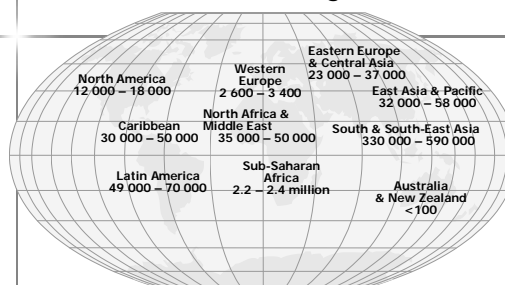 Eastern Europe
& Central Asia
23 000 – 37 000
North America
12 000 – 18 000
Western
Europe
2 600 – 3 400
East Asia & Pacific
32 000 – 58 000
Caribbean
30 000 – 50 000
North Africa &
Middle East
35 000 – 50 000
South & South-East Asia
330 000 – 590 000
Latin America
49 000 – 70 000
Sub-Saharan
Africa
2.2 – 2.4 million
Australia
& New Zealand
<100